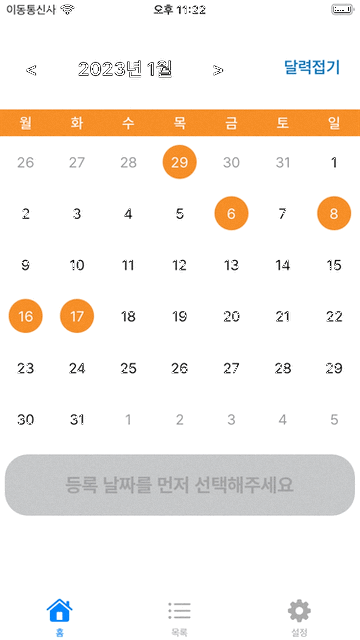 이동통신사 오후 11:22
< 2023년 1월 > 달력접기
월 화 수 목 금 토 일
26 27 28 29 30 31 1
2 3 4 5 6 7 8
9 10 11 12 13 14 15
16 17 18 19 20 21 22
23 24 25 26 27 28 29
30 31 1 2 3 4 5
등록 날짜를 먼저 선택해주세요
홈 목록 설정